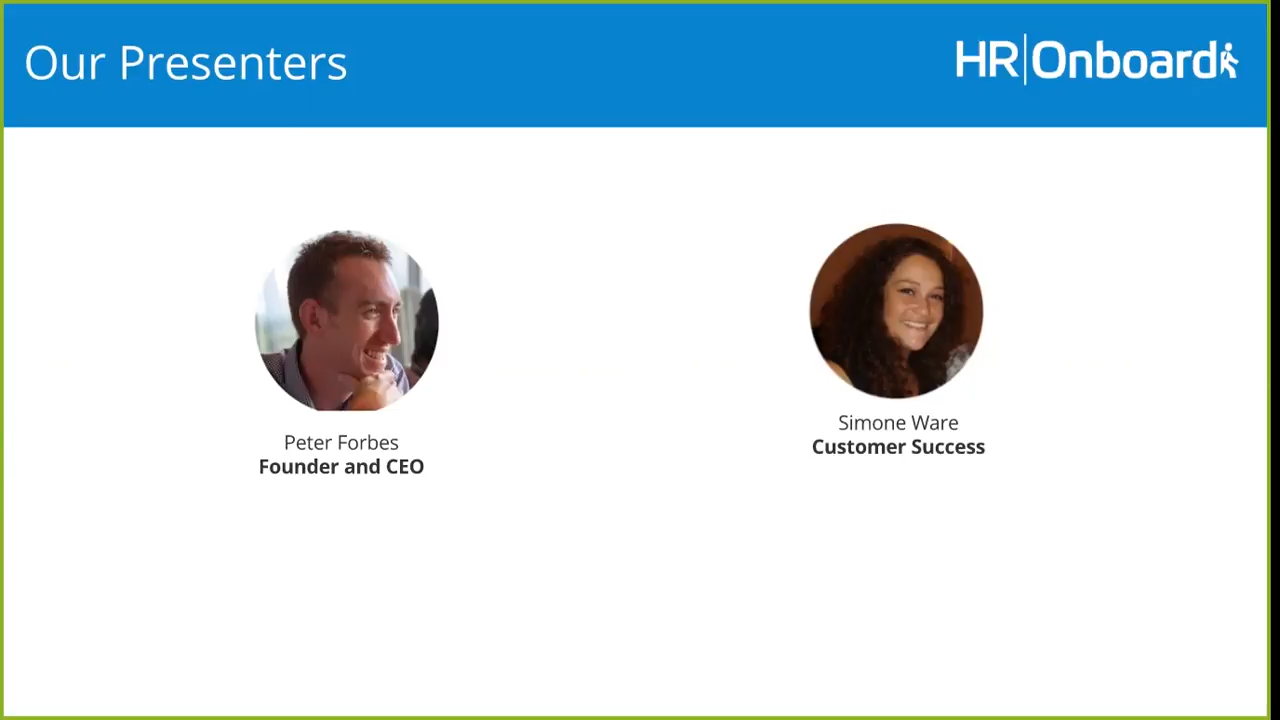 Our Presenters
HR|Onboard
Peter Forbes
Founder and CEO
Simone Ware
Customer Success